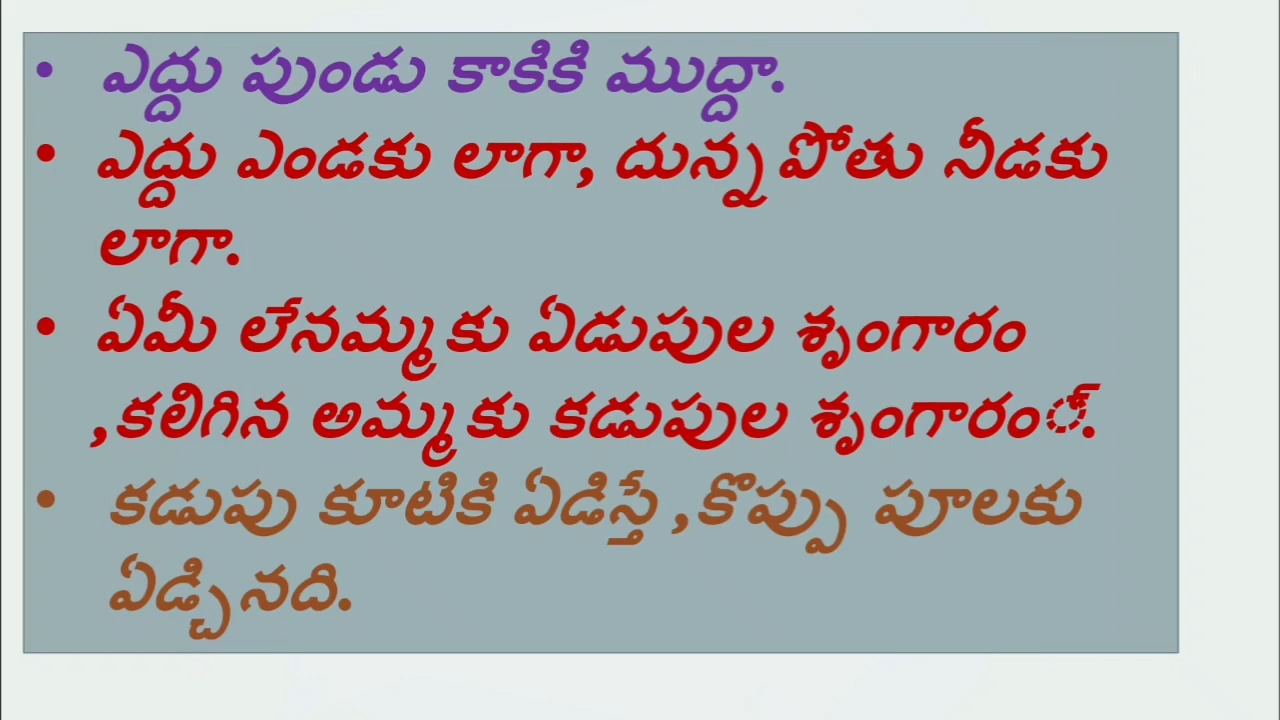 • ఎద్దు పుండు కాకికి ముద్దా.
• ఎద్దు ఎండకు లాగా, దున్నపోతు నీడకు
లాగా.
• ఏమీ లేనమ్మకు ఏడుపుల శృంగారం
,కలిగిన అమ్మకు కడుపుల శృంగారం్.
• కడుపు కూటికి ఏడిస్తే ,కొప్పు పూలకు
ఏడ్చినది.